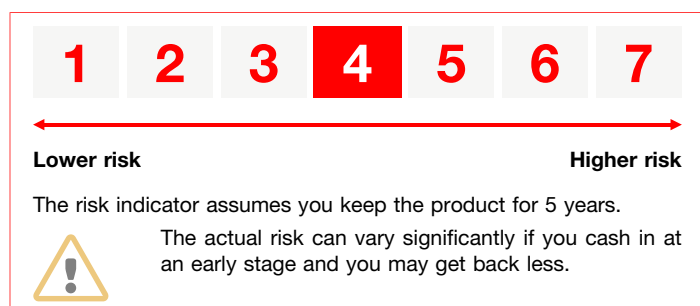 1 2 3 4 5 6 7
Lower risk Higher risk
The risk indicator assumes you keep the product for 5 years.
The actual risk can vary significantly if you cash in at
an early stage and you may get back less.